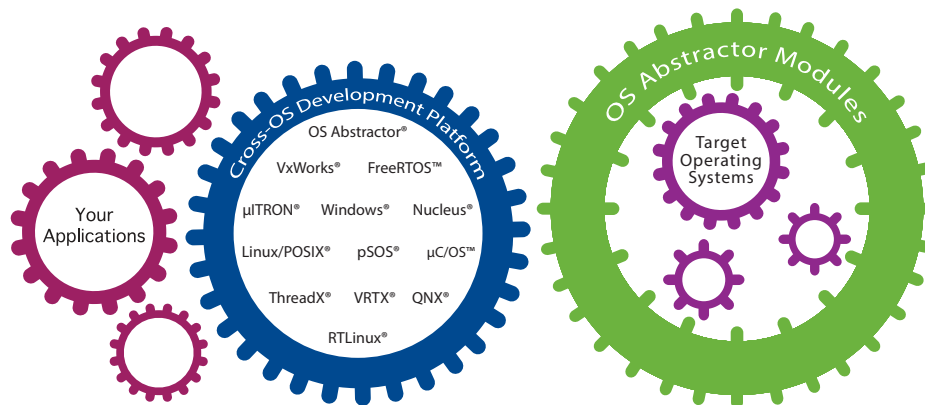 Your
Applications
Cross-OS Development Platform
OS Abstractor®
VxWorks® FreeRTOS™
µITRON® Windows® Nucleus®
Linux/POSIX® pSOS® µC/OS™
ThreadX® VRTX® QNX®
RTLinux®
OS Abstractor Modules
Target
Operating
Systems